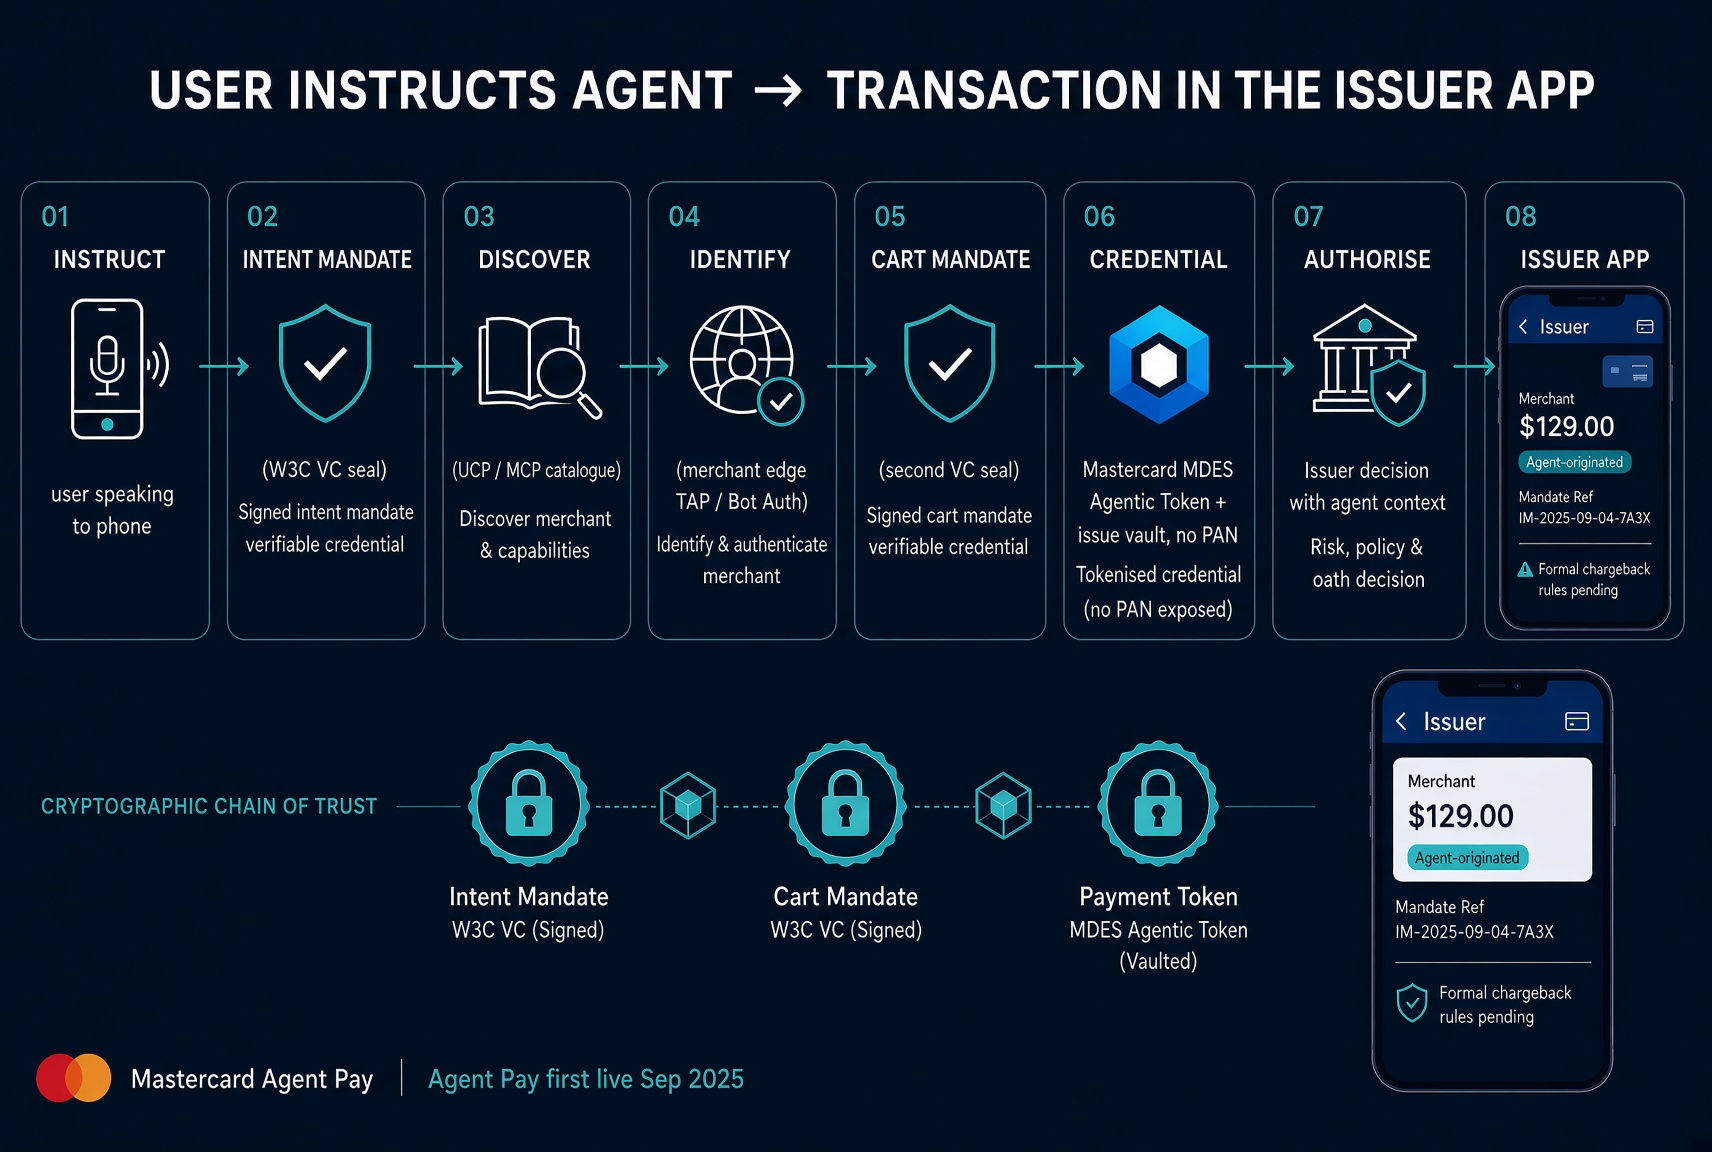 USER INSTRUCTS AGENT → TRANSACTION IN THE ISSUER APP
01
INSTRUCT
user speaking
to phone
02
INTENT MANDATE
(W3C VC seal)
Signed intent mandate
verifiable credential
03
DISCOVER
(UCP / MCP catalogue)
Discover merchant
& capabilities
04
IDENTIFY
(merchant edge
TAP / Bot Auth)
Identify & authenticate
merchant
05
CART MANDATE
(second VC seal)
Signed cart mandate
verifiable credential
06
CREDENTIAL
Mastercard MDES
Agentic Token +
issue vault, no PAN
Tokenised credential
(no PAN exposed)
07
AUTHORISE
Issuer decision
with agent context
Risk, policy &
oath decision
08
ISSUER APP
Issuer
Merchant
$129.00
Agent-originated
Mandate Ref
IM-2025-09-04-7A3X
Formal chargeback
rules pending
CRYPTOGRAPHIC CHAIN OF TRUST
Intent Mandate
W3C VC (Signed)
Cart Mandate
W3C VC (Signed)
Payment Token
MDES Agentic Token
(Vaulted)
Issuer
Merchant
$129.00
Agent-originated
Mandate Ref
IM-2025-09-04-7A3X
Formal chargeback
rules pending
Mastercard Agent Pay
Agent Pay first live Sep 2025